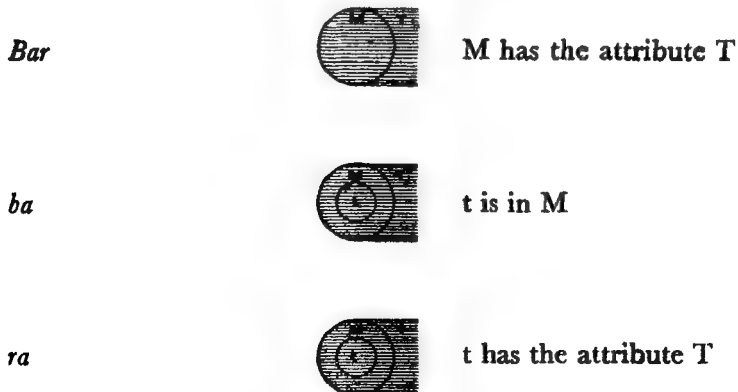 Bar M has the attribute T
ba t is in M
ra t has the attribute T